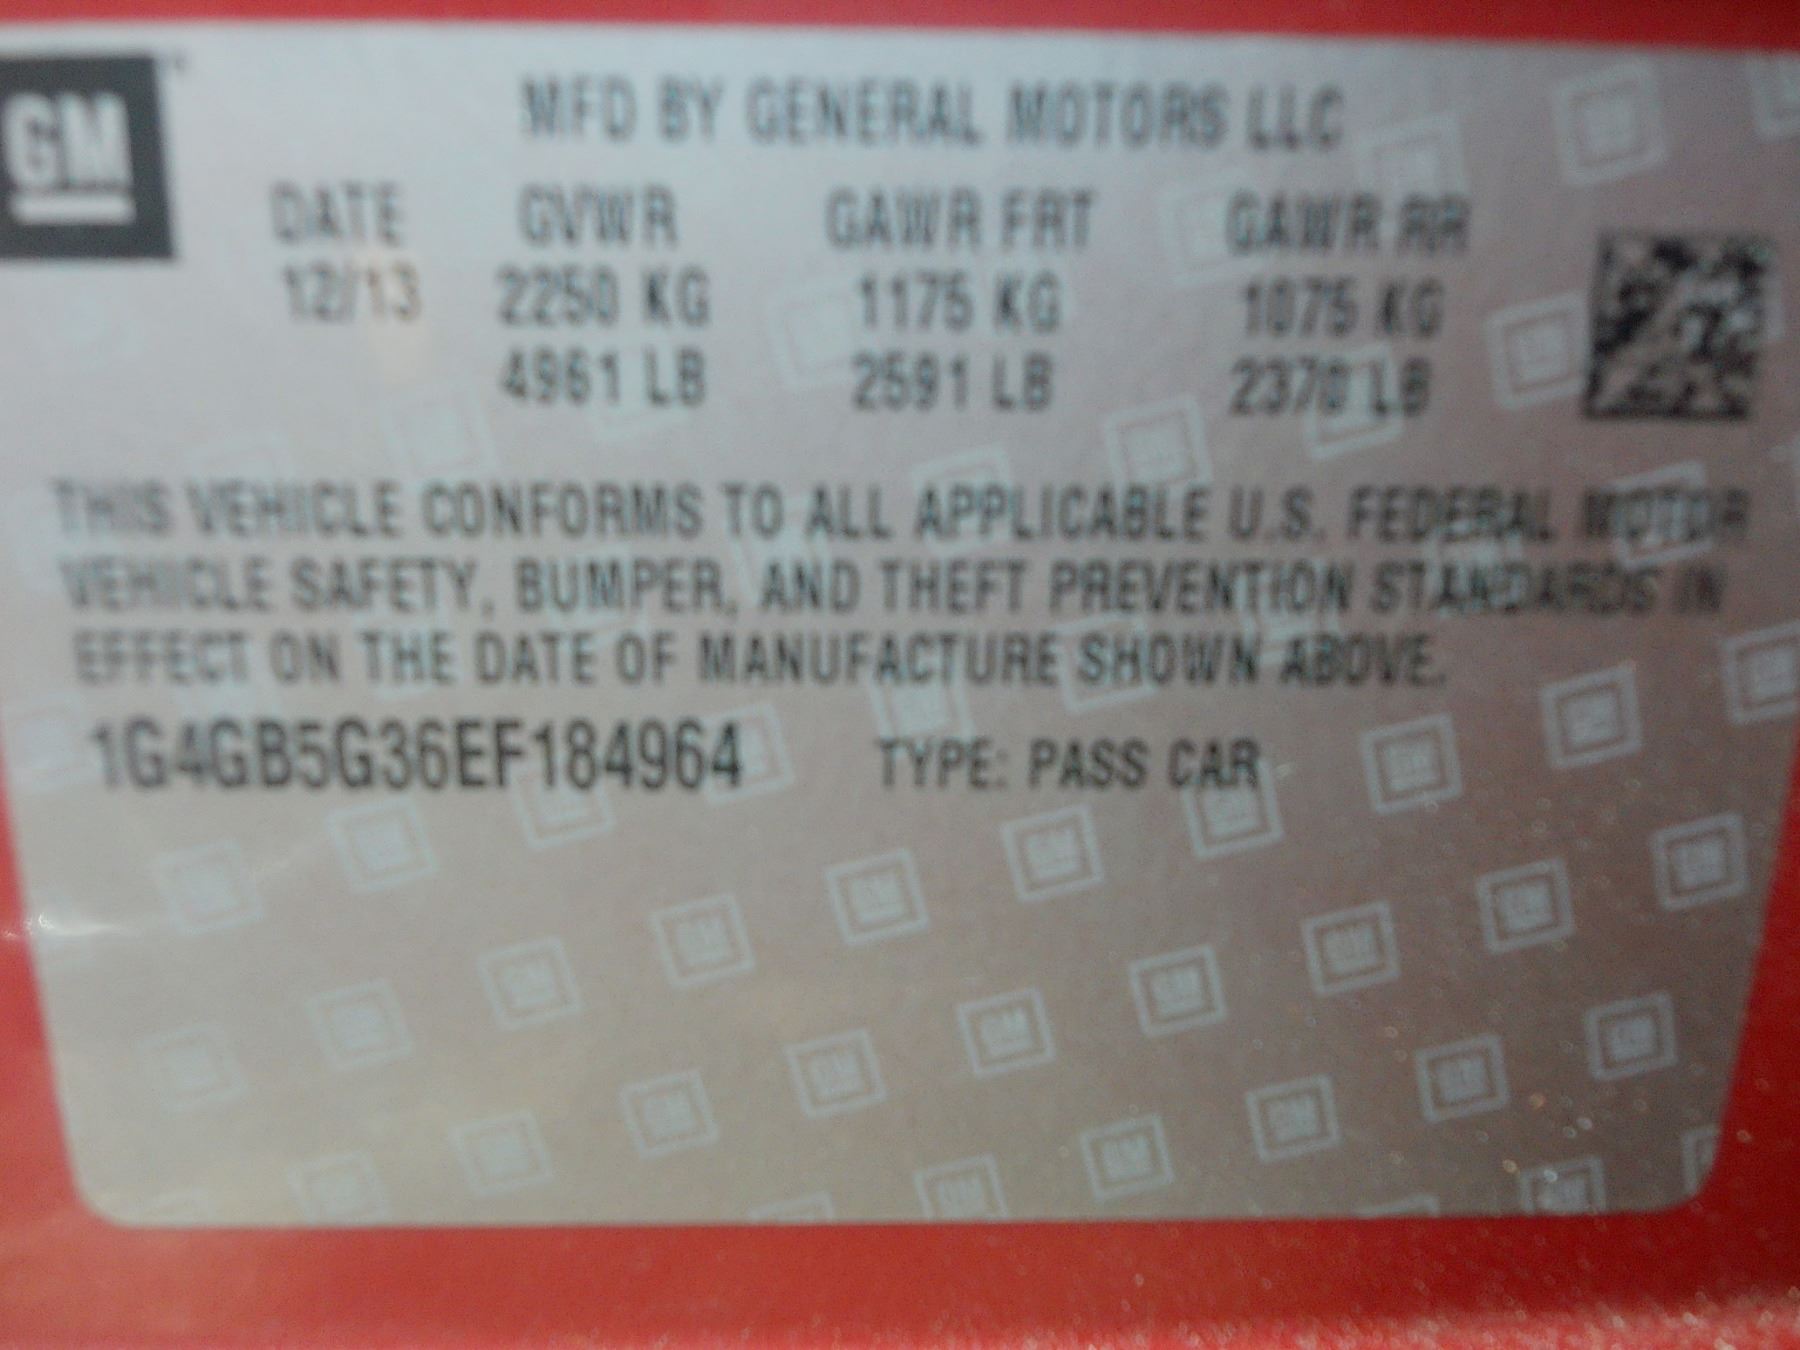 GM
MFD BY GENERAL MOTORS LLC
DATE GVWR GAWR FRT GAWR RR
12/13 2250 KG 1175 KG 1075 KG
4961 LB 2591 LB 2370 LB
THIS VEHICLE CONFORMS TO ALL APPLICABLE U.S. FEDERAL MOTOR
VEHICLE SAFETY, BUMPER, AND THEFT PREVENTION STANDARDS IN
EFFECT ON THE DATE OF MANUFACTURE SHOWN ABOVE.
1G4GB5G36EF184964 TYPE: PASS CAR